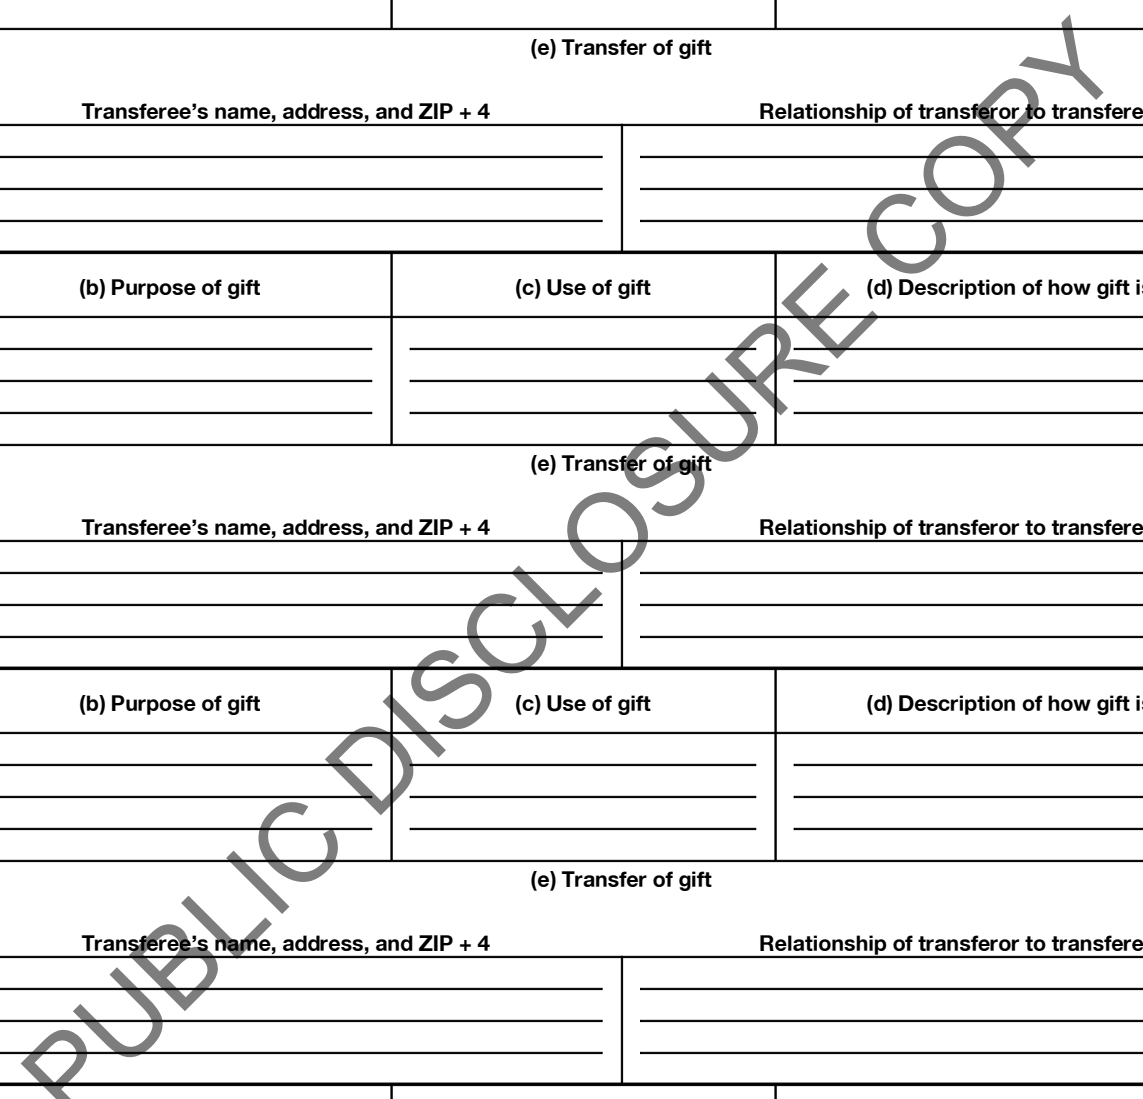 (e) Transfer of gift
Transferee’s name, address, and ZIP + 4 Relationship of transferor to transfere
(b) Purpose of gift (c) Use of gift (d) Description of how gift is
(e) Transfer of gift
Transferee’s name, address, and ZIP + 4 Relationship of transferor to transfere
(b) Purpose of gift (c) Use of gift (d) Description of how gift is
(e) Transfer of gift
Transferee’s name, address, and ZIP + 4 Relationship of transferor to transfere
PUBLIC DISCLOSURE COPY